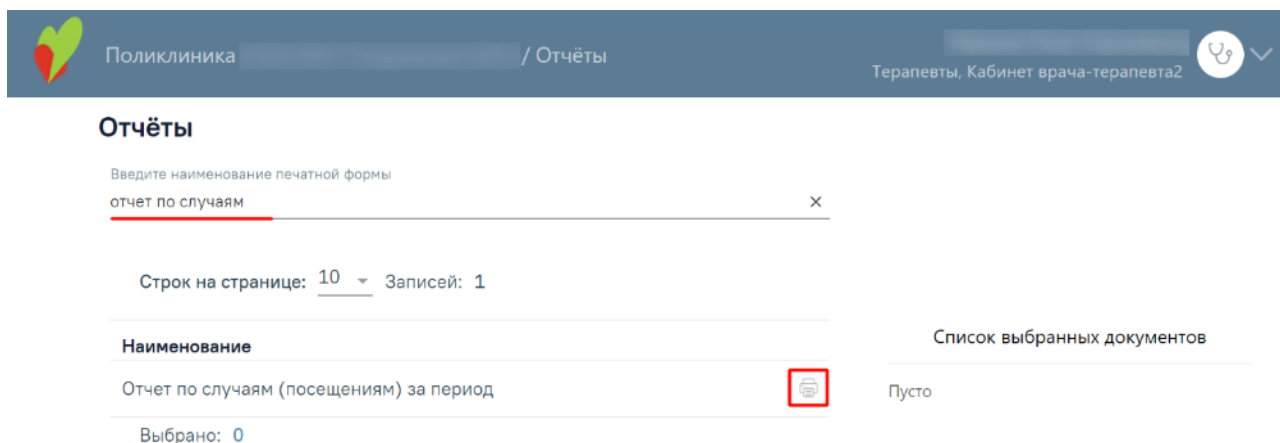 Поликлиника / Отчёты
Терапевты, Кабинет врача-терапевта2
Отчёты
Введите наименование печатной формы
отчет по случаям
Строк на странице: 10 Записей: 1
Наименование
Отчет по случаям (посещениям) за период
Выбрано: 0
Список выбранных документов
Пусто